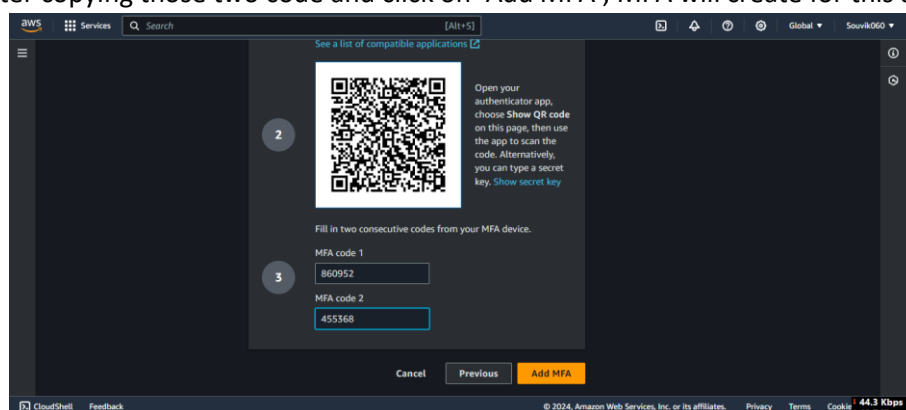 ter copying those two code and click on "Add MFA", MFA will create for this
aws Services Search [Alt+S] Global Souvik060
See a list of compatible applications
Open your
authenticator app,
choose Show QR code
on this page, then use
the app to scan the
code. Alternatively,
you can type a secret
key. Show secret key
2
Fill in two consecutive codes from your MFA device.
MFA code 1
860952
3
MFA code 2
455368
Cancel Previous Add MFA
CloudShell Feedback © 2024, Amazon Web Services, Inc. or its affiliates. Privacy Terms Cookie 44.3 Kbps